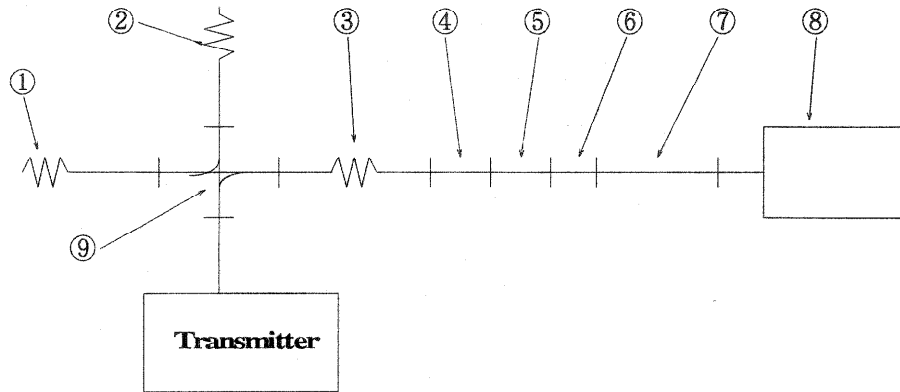 ② ③ ④ ⑤ ⑥ ⑦ ⑧
①
⑨
Transmitter